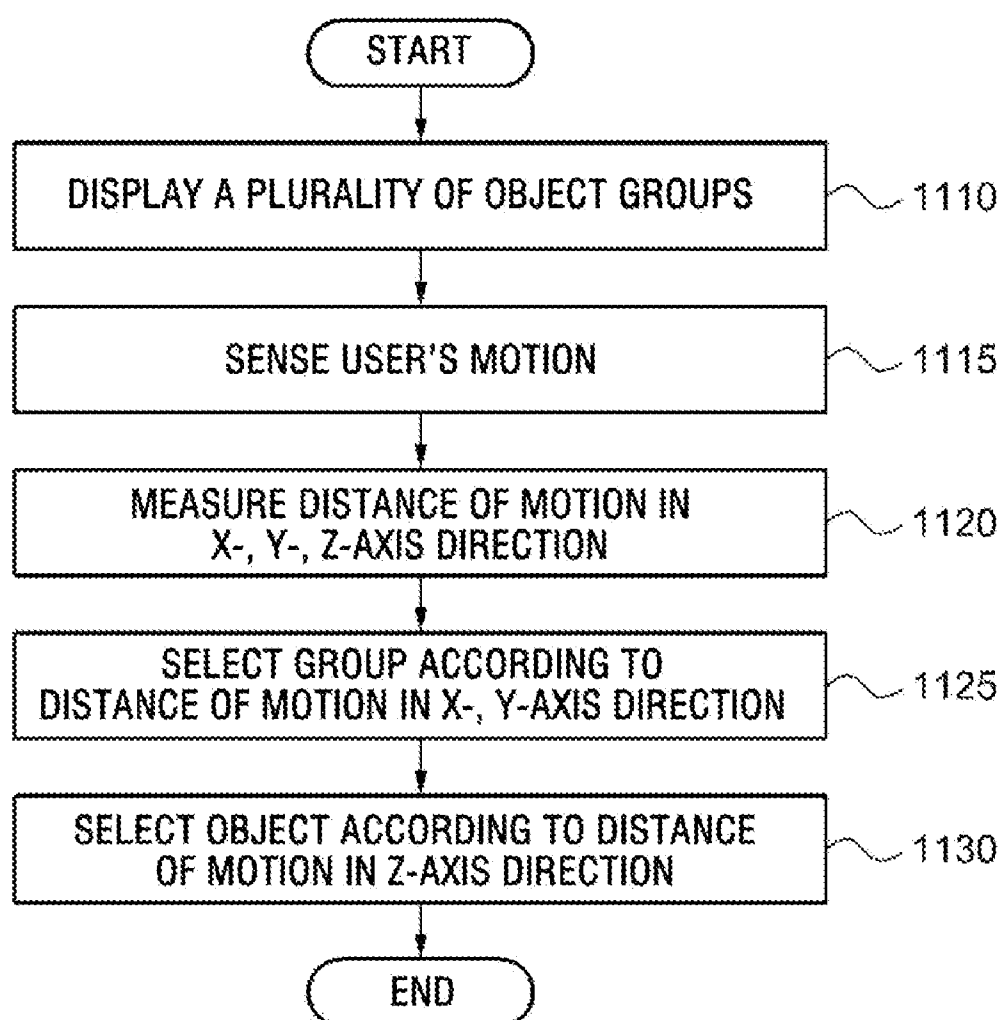 START
DISPLAY A PLURALITY OF OBJECT GROUPS
1110
SENSE USER'S MOTION
1115
MEASURE DISTANCE OF MOTION IN
X-, Y-, Z-AXIS DIRECTION
1120
SELECT GROUP ACCORDING TO
DISTANCE OF MOTION IN X-, Y-AXIS DIRECTION
1125
SELECT OBJECT ACCORDING TO DISTANCE
OF MOTION IN Z-AXIS DIRECTION
1130
END